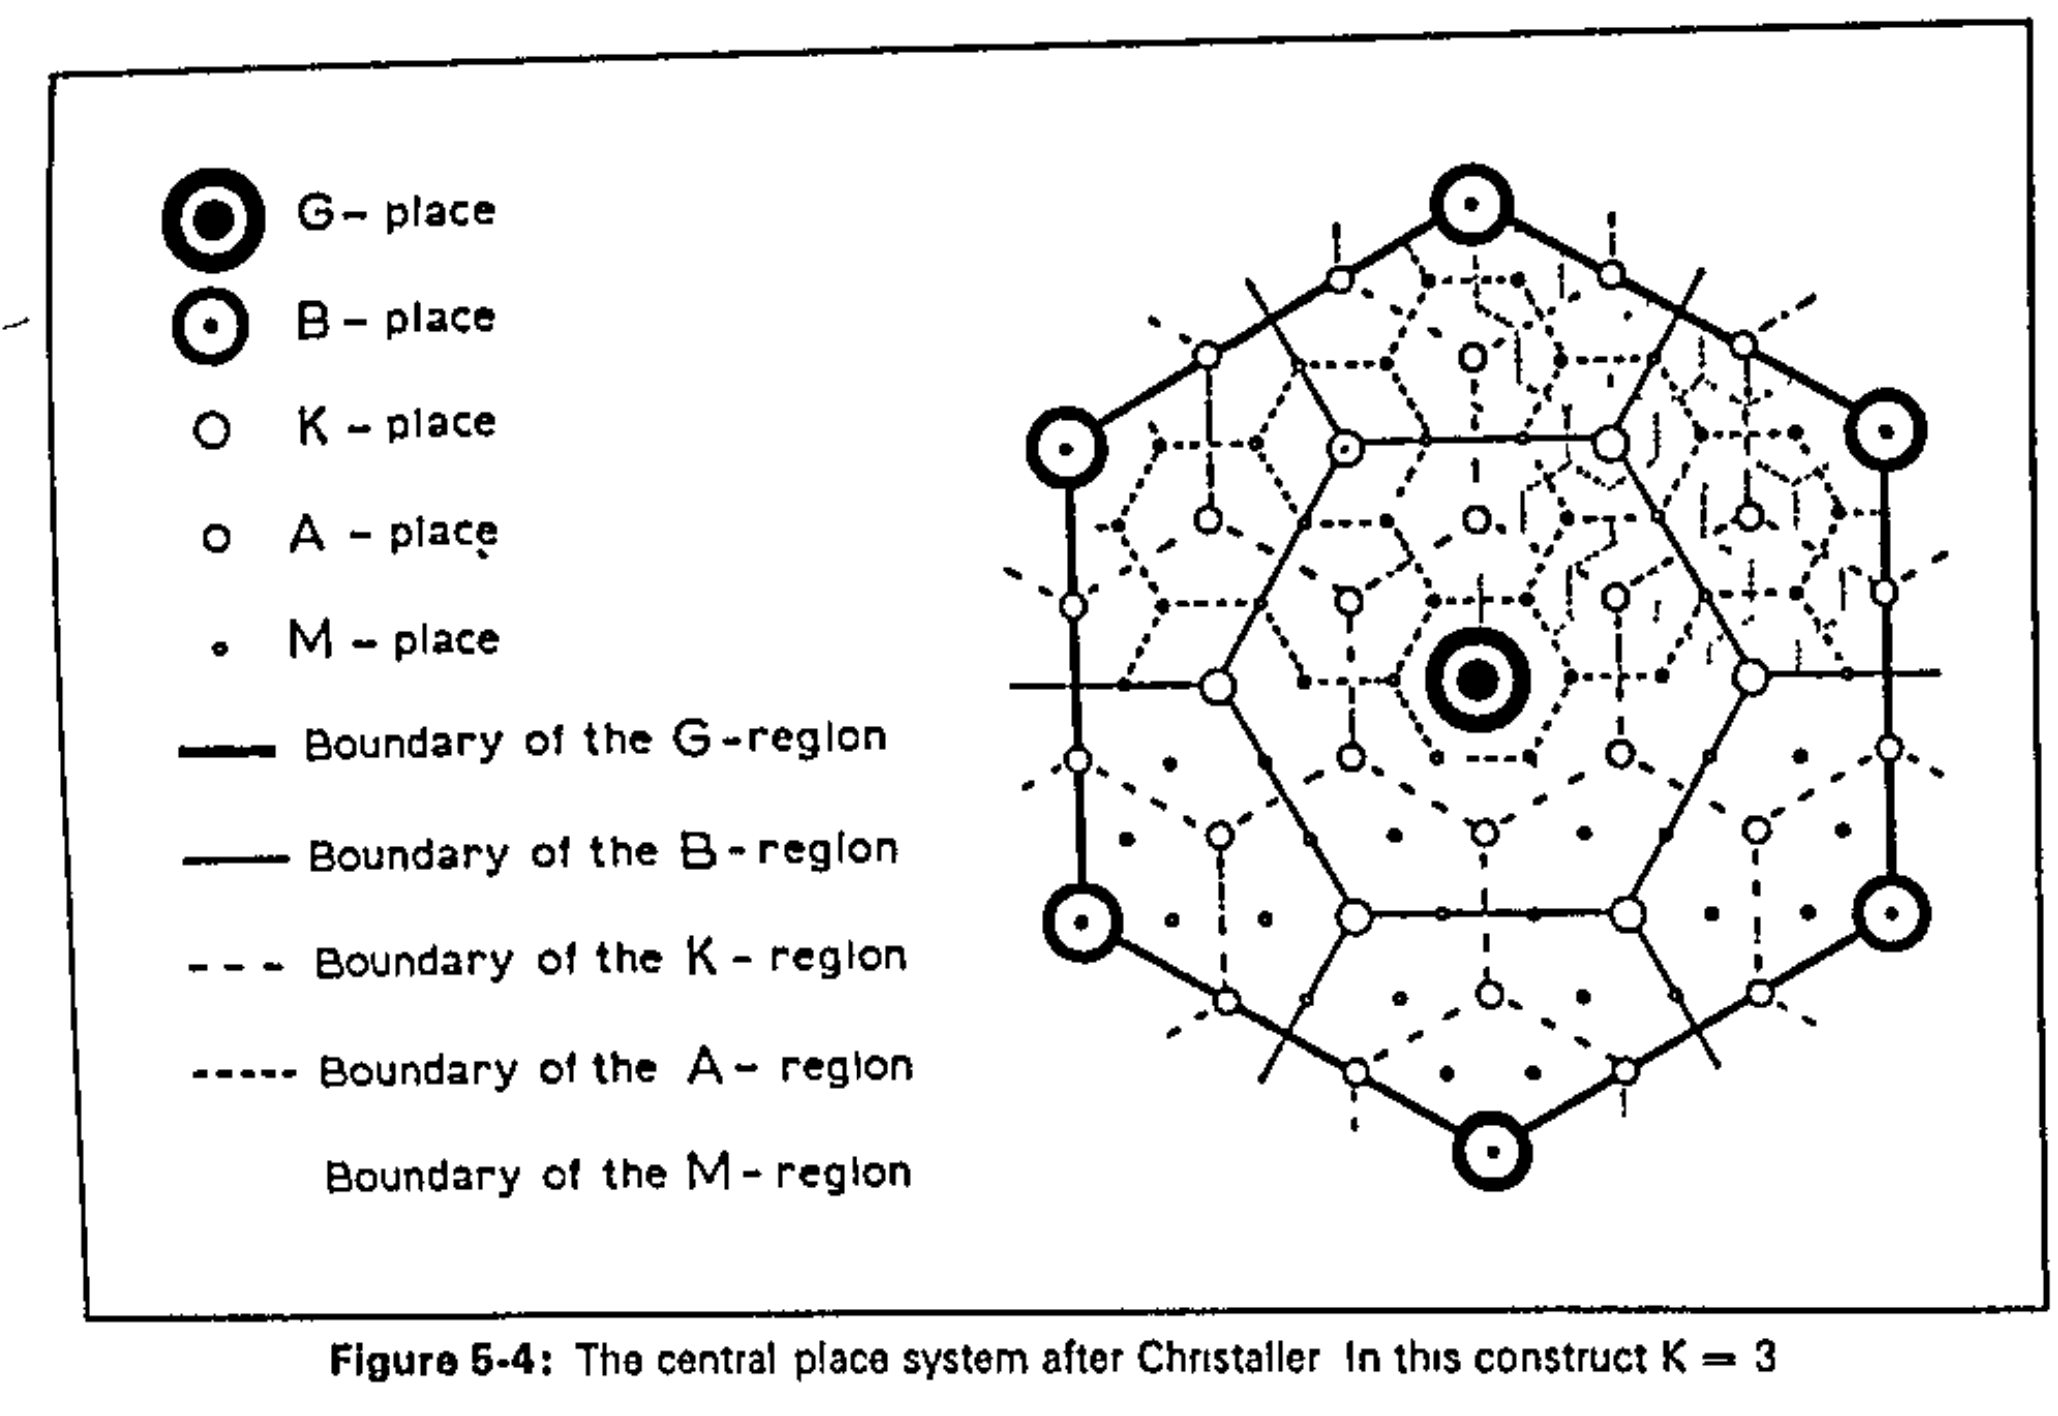 G - place
B - place
K - place
A - place
M - place
Boundary of the G-region
Boundary of the B-region
Boundary of the K - region
Boundary of the A - region
Boundary of the M - region
Figure 5-4: The central place system after Christaller In this construct K = 3